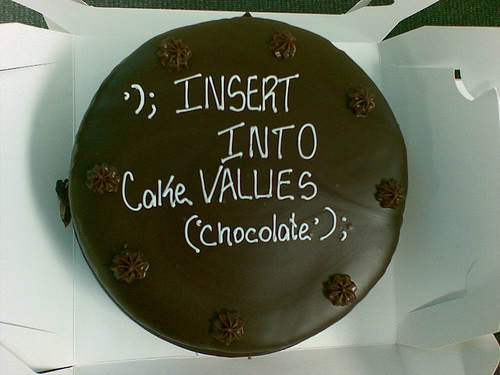 '); INSERT
INTO
Cake VALUES
('chocolate');